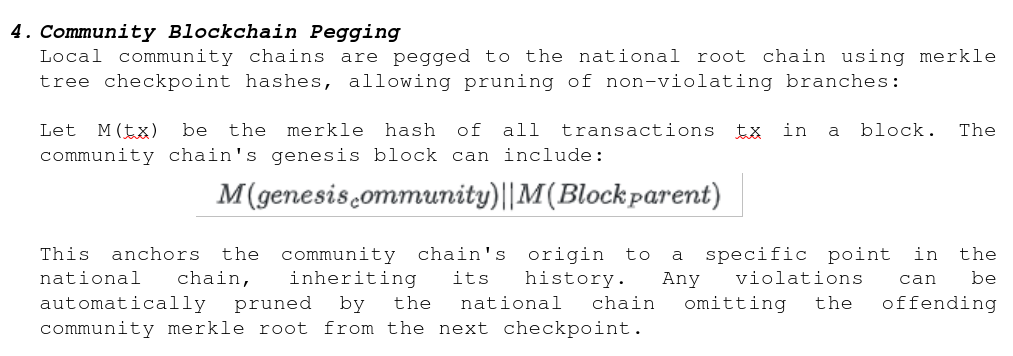 4. Community Blockchain Pegging
Local community chains are pegged to the national root chain using merkle
tree checkpoint hashes, allowing pruning of non-violating branches:
Let M(tx) be the merkle hash of all transactions tx in a block. The
community chain's genesis block can include:
M(genesis_community)||M(Block_Parent)
This anchors the community chain's origin to a specific point in the
national chain, inheriting its history. Any violations can be
automatically pruned by the national chain omitting the offending
community merkle root from the next checkpoint.